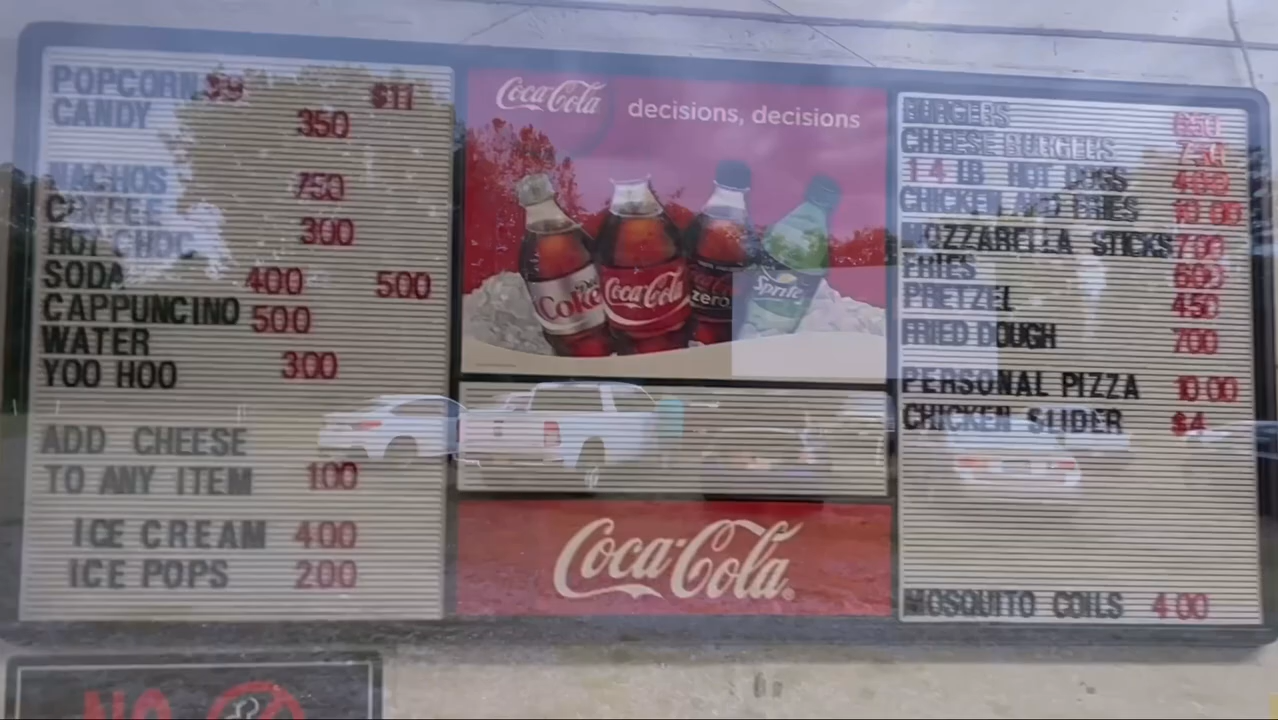 POPCORN $9 $11
CANDY 350
NACHOS 750
COFFEE
HOT CHOC 300
SODA 400 500
CAPPUCCINO 500
WATER
YOO HOO 300
ADD CHEESE
TO ANY ITEM 100
ICE CREAM 400
ICE POPS 200
Coca-Cola decisions, decisions
Coke
Coca-Cola
zero
Sprite
Coca-Cola
BURGERS 650
CHEESE BURGERS 750
1-4 LB HOT DOGS 400
CHICKEN AND FRIES 10 00
MOZZARELLA STICKS 700
FRIES 600
PRETZEL 450
FRIED DOUGH 700
PERSONAL PIZZA 10 00
CHICKEN SLIDER $4
MOSQUITO COILS 4 00
NO